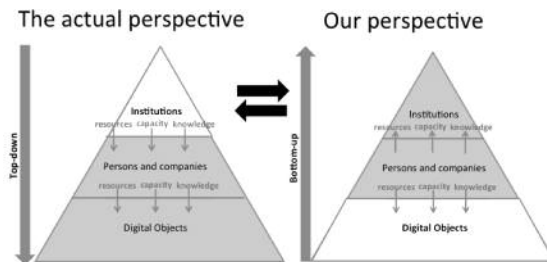 The actual perspective
Our perspective
Top-down
Institutions
resources capacity knowledge
Persons and companies
resources capacity knowledge
Digital Objects
Bottom-up
Institutions
resources capacity knowledge
Persons and companies
resources capacity knowledge
Digital Objects